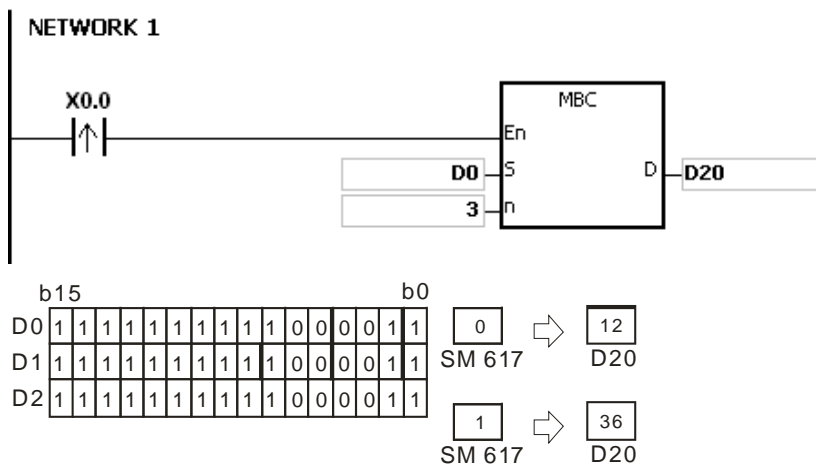 NETWORK 1
X0.0
MBC
En
D0 S D D20
3 n
b15 b0
D0 1 1 1 1 1 1 1 1 1 1 0 0 0 0 1 1 0 12
D1 1 1 1 1 1 1 1 1 1 1 0 0 0 0 1 1 SM 617 D20
D2 1 1 1 1 1 1 1 1 1 1 0 0 0 0 1 1
1 36
SM 617 D20